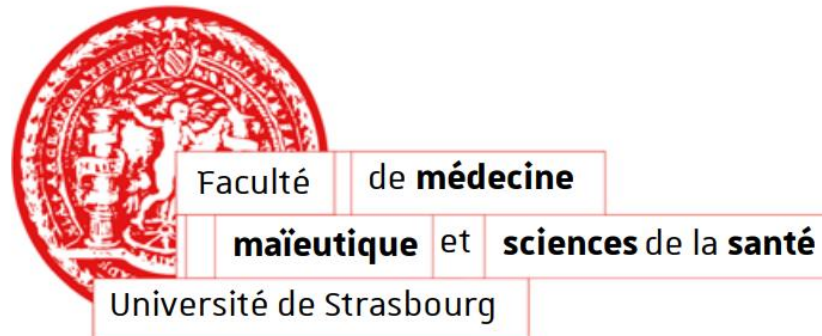 Faculté de médecine
maïeutique et sciences de la santé
Université de Strasbourg